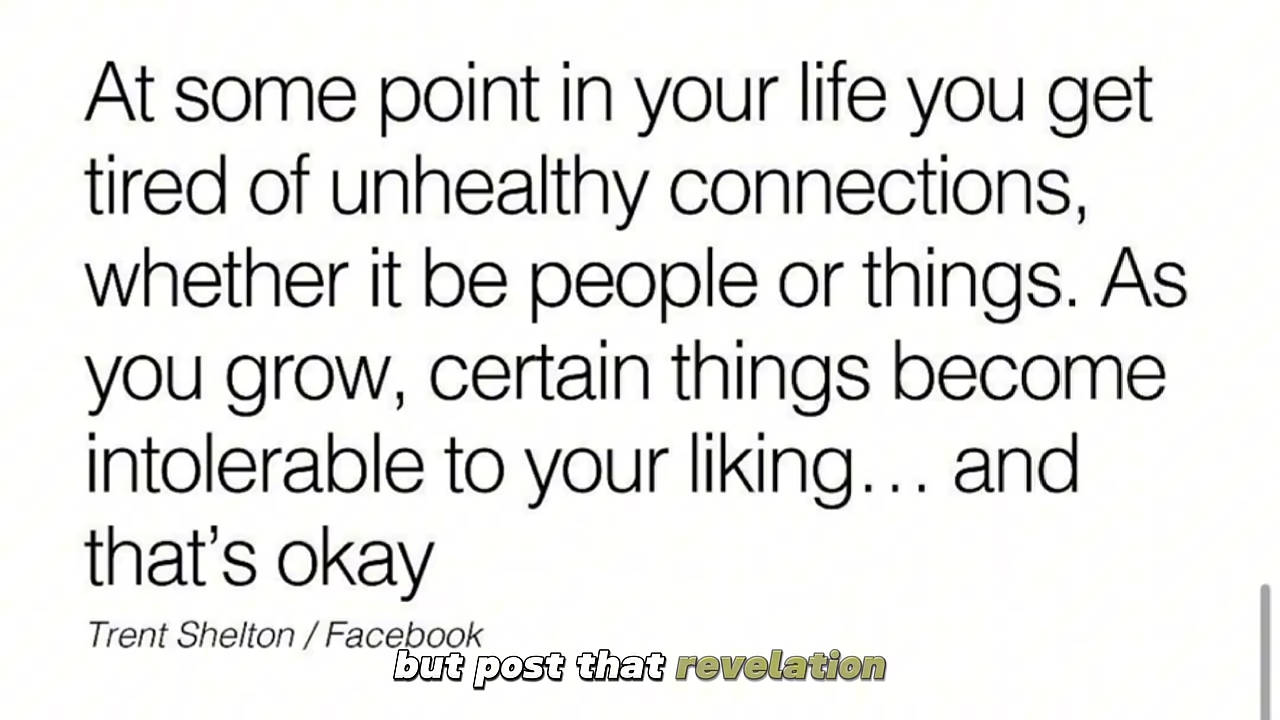 At some point in your life you get
tired of unhealthy connections,
whether it be people or things. As
you grow, certain things become
intolerable to your liking... and
that's okay
Trent Shelton / Facebook
but post that revelation